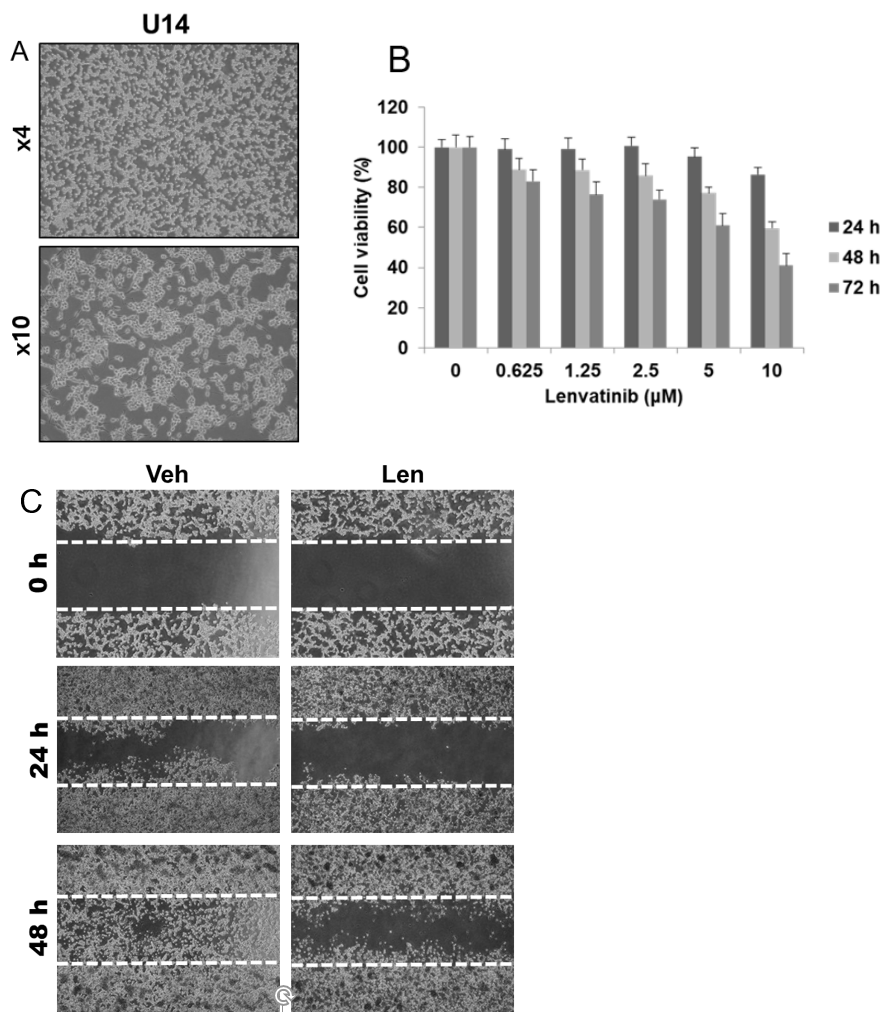 U14
A
x4
x10
B
120
100
80
60
40
20
0
Cell viability (%)
0 0.625 1.25 2.5 5 10
Lenvatinib (µM)
24 h
48 h
72 h
Veh Len
C
0 h
24 h
48 h